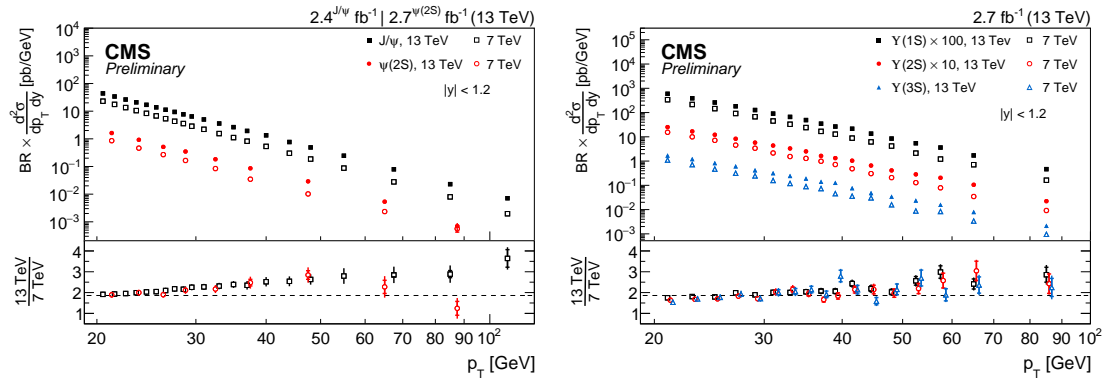 2.4^{J/ψ} fb⁻¹ | 2.7^{ψ(2S)} fb⁻¹ (13 TeV)
CMS
Preliminary
J/ψ, 13 TeV 7 TeV
ψ(2S), 13 TeV 7 TeV
|y| < 1.2
BR × d²σ/dp_T dy [pb/GeV]
10⁴
10³
10²
10
1
10⁻¹
10⁻²
10⁻³
13 TeV/7 TeV
4
3
2
1
20 30 40 50 60 70 80 90 10²
p_T [GeV]
2.7 fb⁻¹ (13 TeV)
CMS
Preliminary
Υ(1S) × 100, 13 Tev 7 TeV
Υ(2S) × 10, 13 TeV 7 TeV
Υ(3S), 13 TeV 7 TeV
|y| < 1.2
BR × d²σ/dp_T dy [pb/GeV]
10⁵
10⁴
10³
10²
10
1
10⁻¹
10⁻²
10⁻³
13 TeV/7 TeV
4
3
2
1
20 30 40 50 60 70 80 90 100
p_T [GeV]